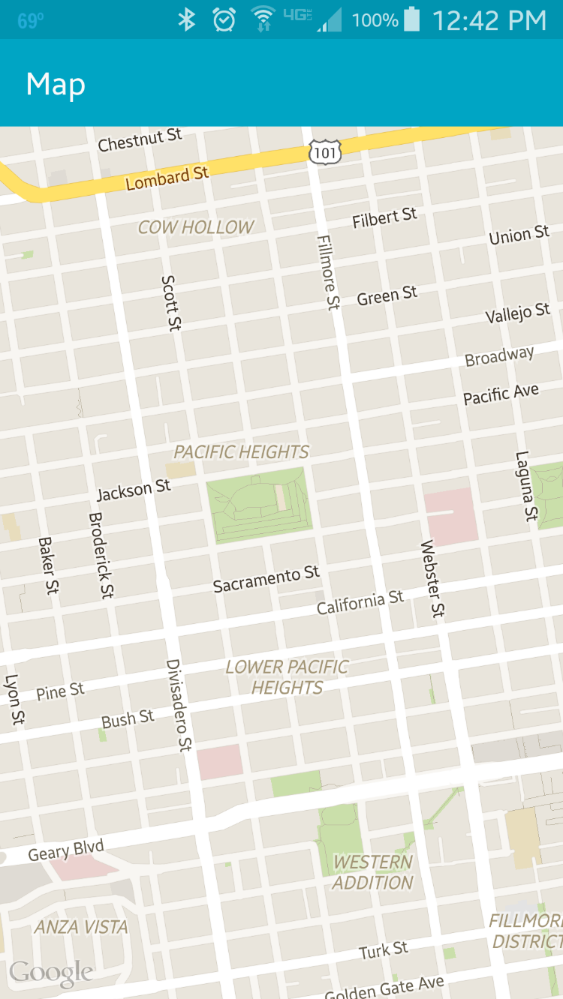 69°
4G LTE
100%
12:42 PM
Map
Chestnut St
101
Lombard St
Filbert St
COW HOLLOW
Union St
Fillmore St
Scott St
Green St
Vallejo St
Broadway
Pacific Ave
PACIFIC HEIGHTS
Laguna St
Jackson St
Broderick St
Baker St
Webster St
Sacramento St
California St
LOWER PACIFIC
HEIGHTS
Divisadero St
Lyon St
Pine St
Bush St
Geary Blvd
WESTERN
ADDITION
ANZA VISTA
FILLMOR
DISTRICT
Turk St
Google
Golden Gate Ave